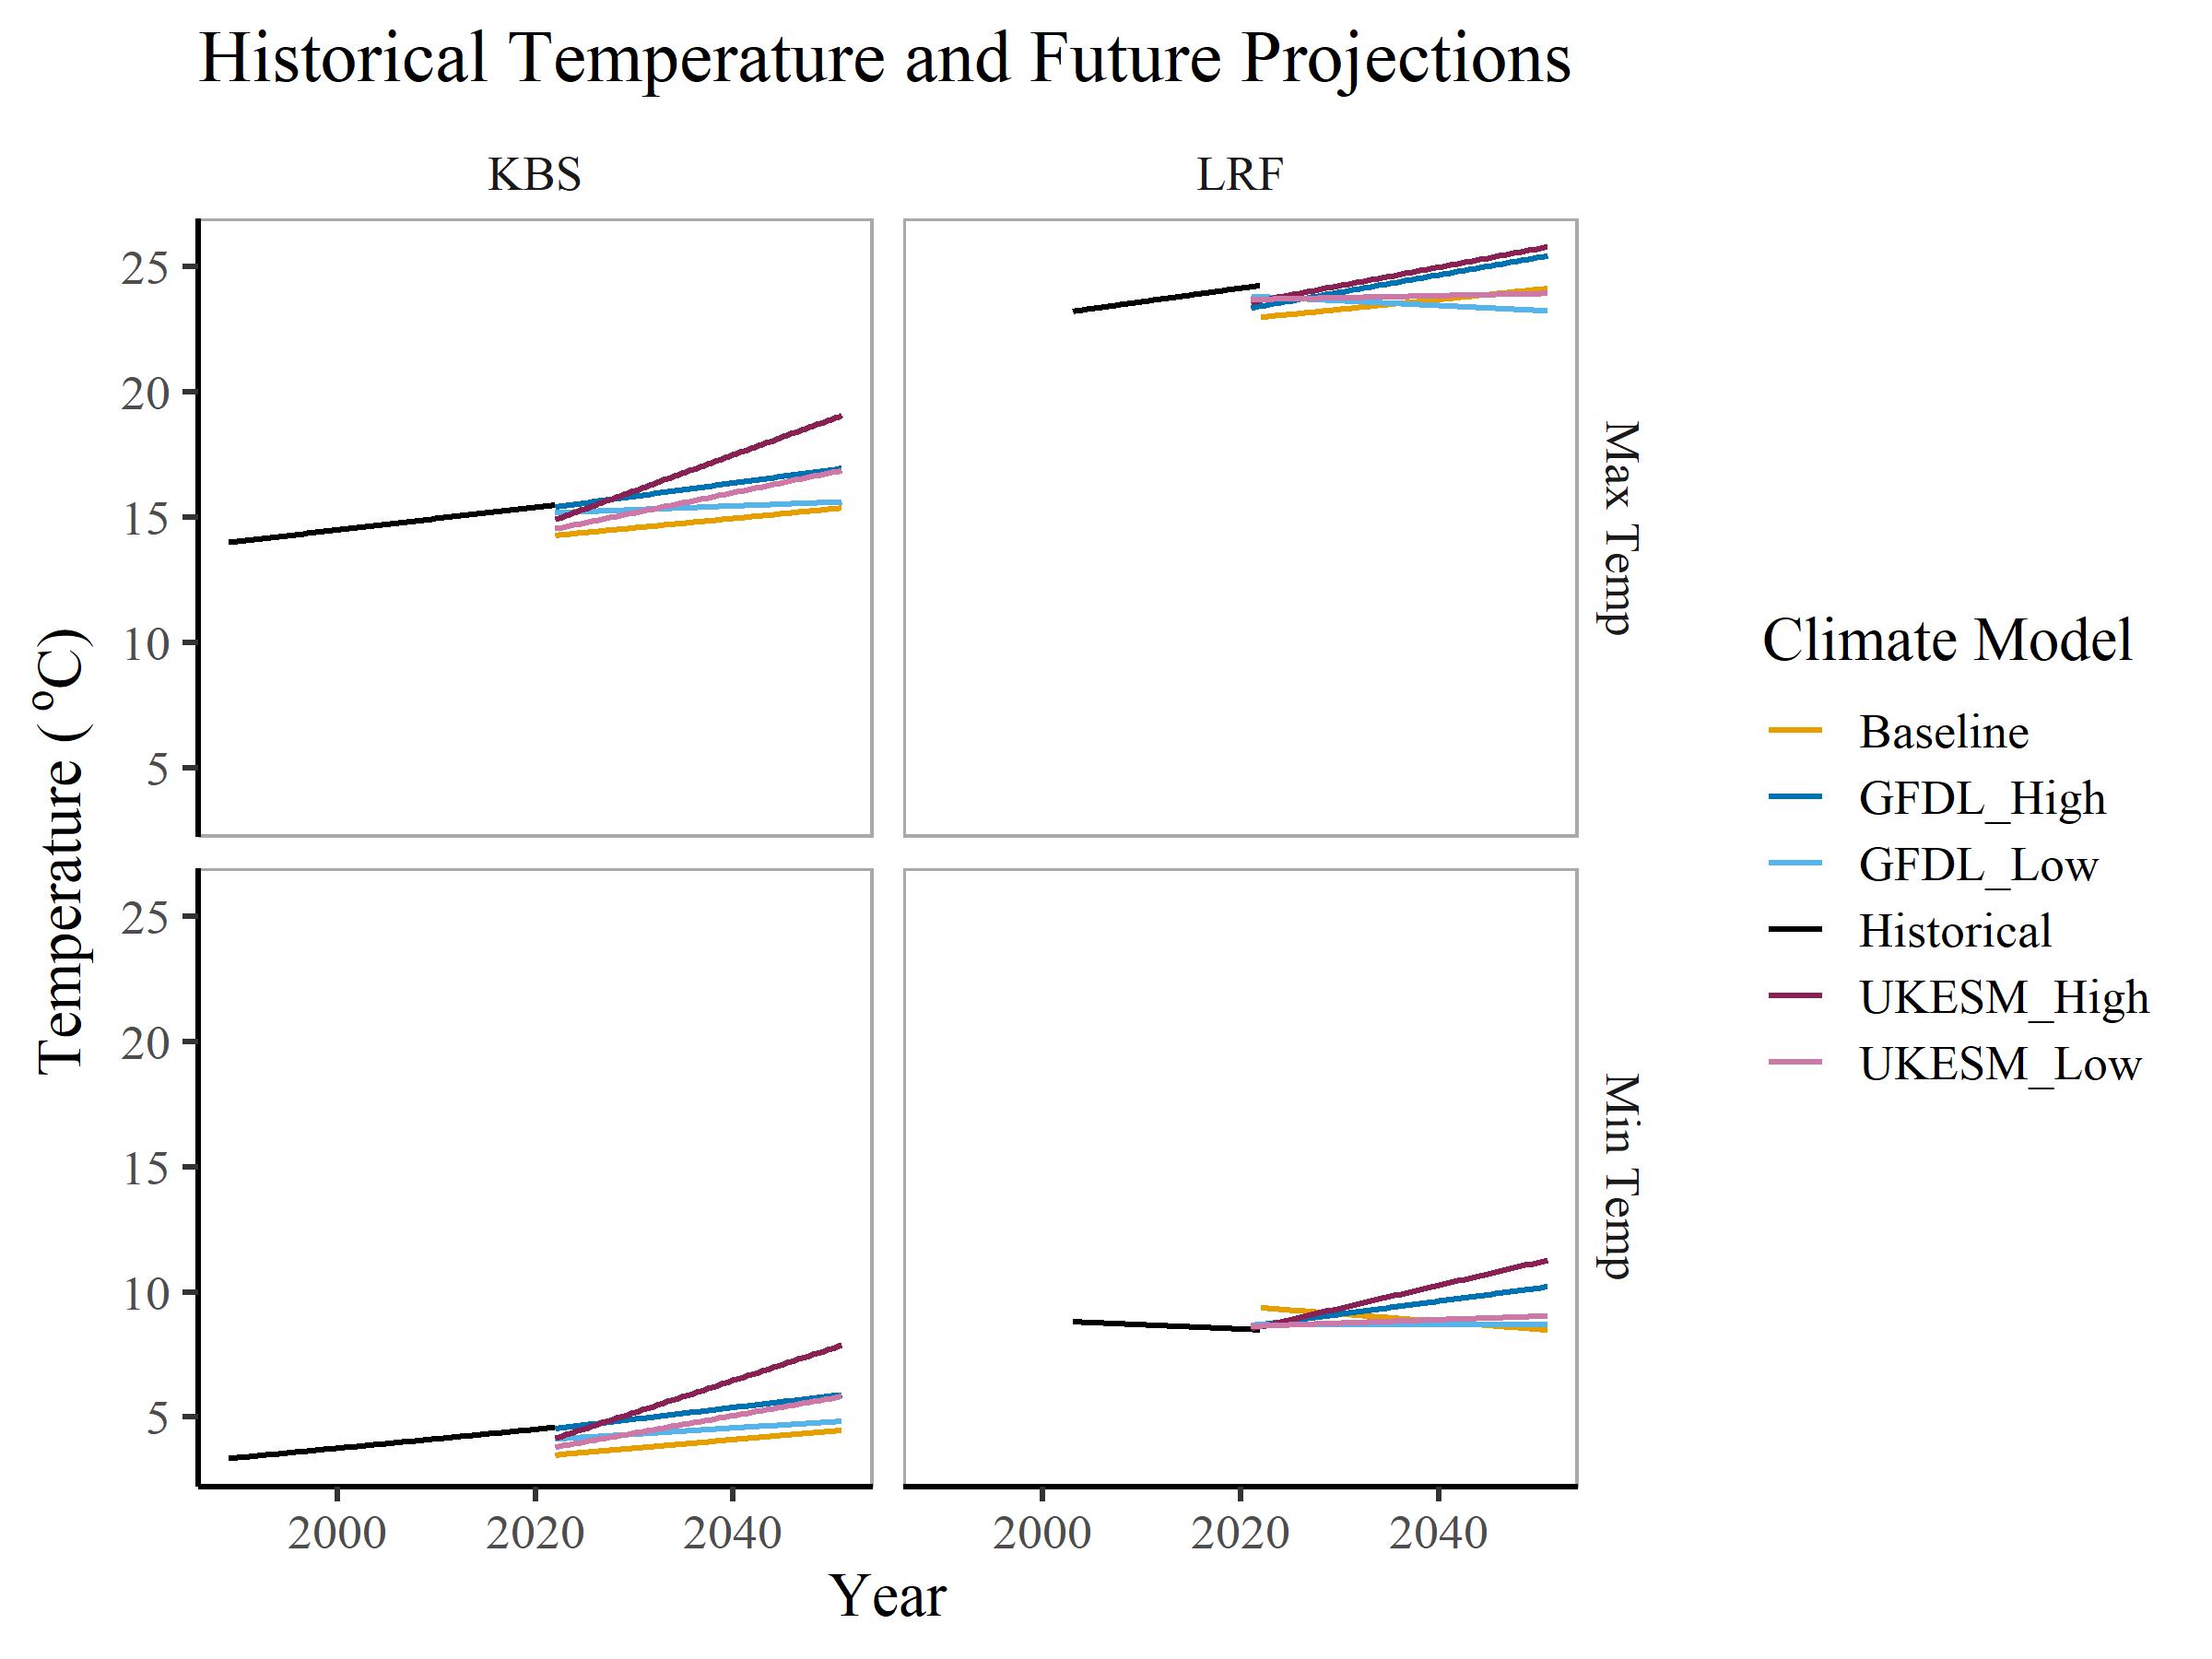 Historical Temperature and Future Projections
KBS
LRF
25
20
15
10
5
Max Temp
25
20
15
10
5
Min Temp
2000
2020
2040
2000
2020
2040
Year
Temperature (ºC)
Climate Model
Baseline
GFDL_High
GFDL_Low
Historical
UKESM_High
UKESM_Low